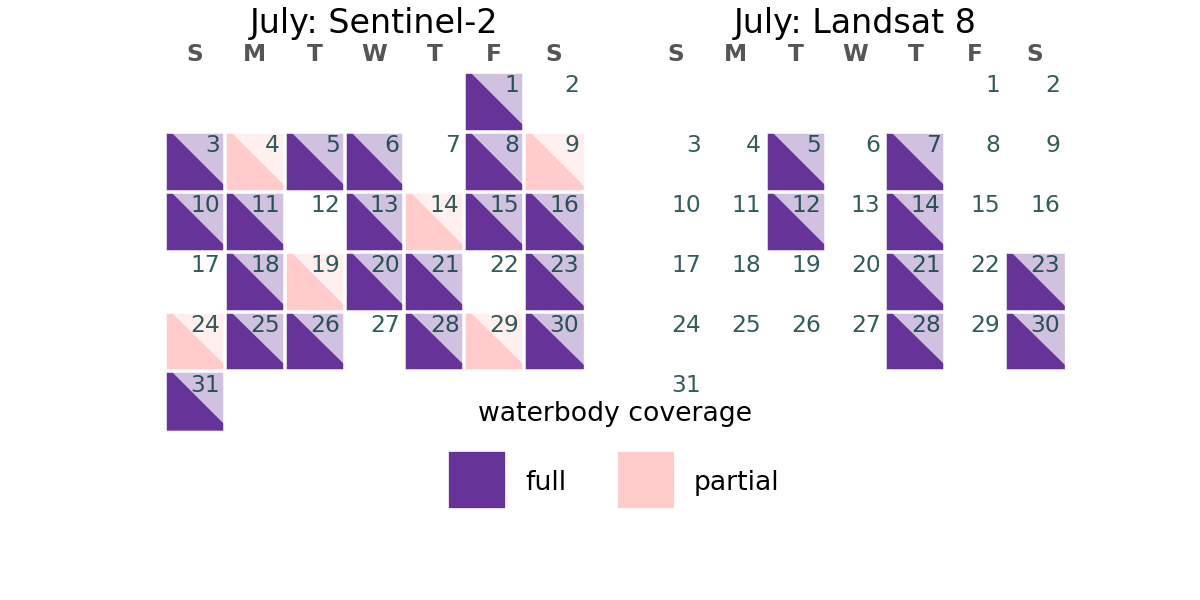 July: Sentinel-2
S M T W T F S
1 2
3 4 5 6 7 8 9
10 11 12 13 14 15 16
17 18 19 20 21 22 23
24 25 26 27 28 29 30
31
July: Landsat 8
S M T W T F S
1 2
3 4 5 6 7 8 9
10 11 12 13 14 15 16
17 18 19 20 21 22 23
24 25 26 27 28 29 30
31
waterbody coverage
full
partial